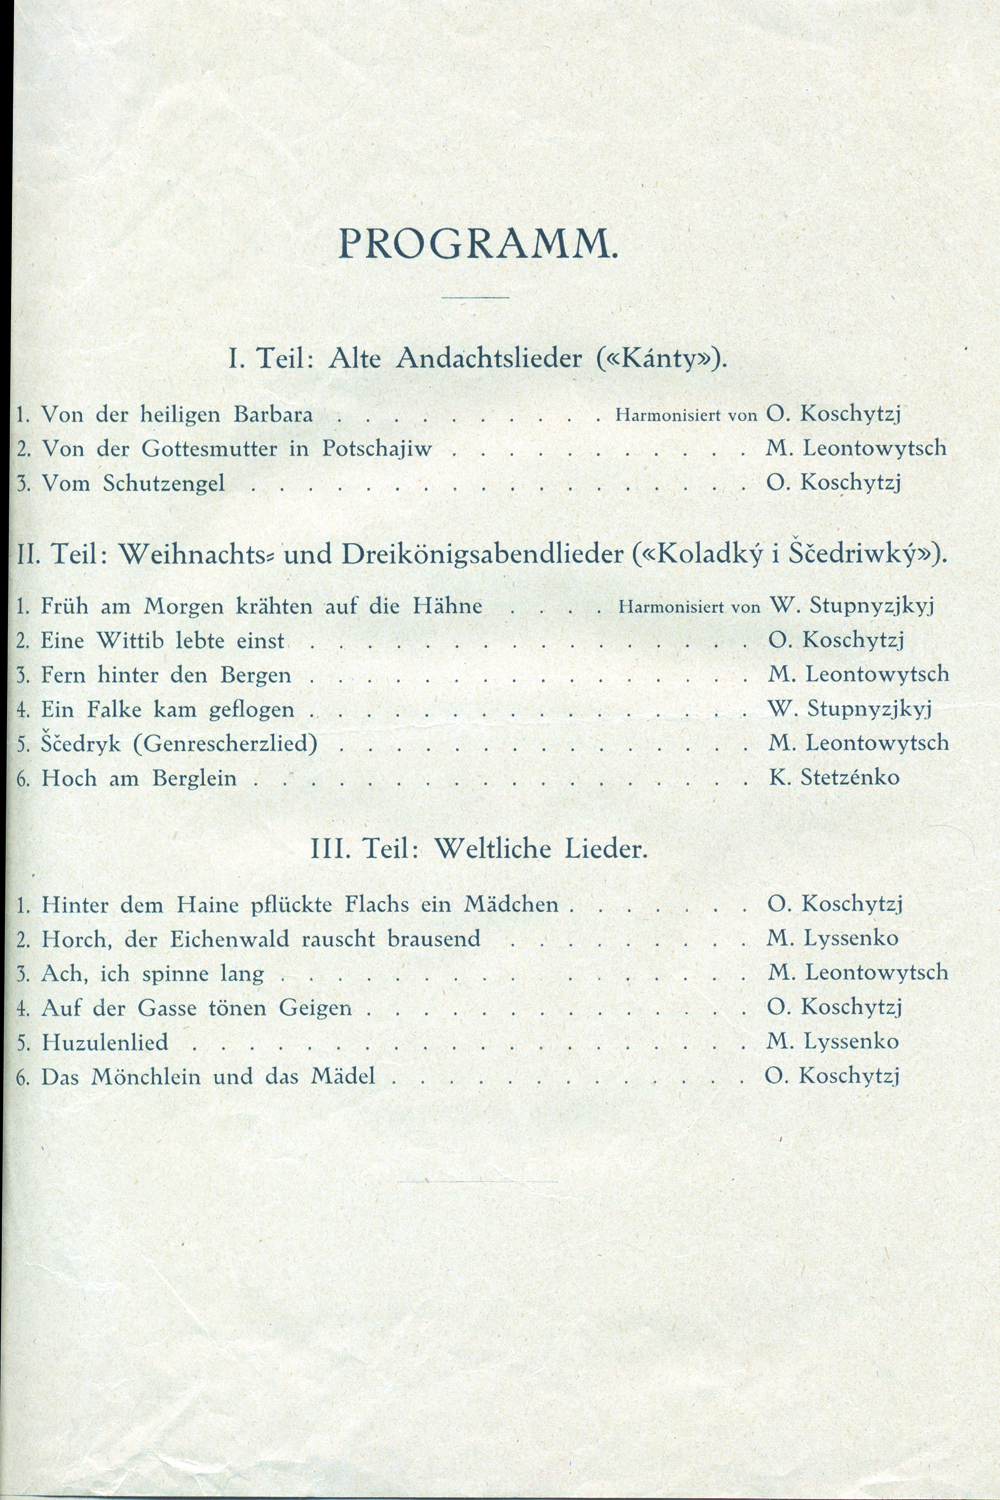 PROGRAMM.
I. Teil: Alte Andachtslieder («Kánty»).
1. Von der heiligen Barbara . . . . . . . . . . Harmonisiert von O. Koschytzj
2. Von der Gottesmutter in Potschajiw . . . . . . . . . . . M. Leontowytsch
3. Vom Schutzengel . . . . . . . . . . . . . . . . . . O. Koschytzj
II. Teil: Weihnachts- und Dreikönigsabendlieder («Koladký i Ščedriwký»).
1. Früh am Morgen krähten auf die Hähne . . . . Harmonisiert von W. Stupnyzjkyj
2. Eine Wittib lebte einst . . . . . . . . . . . . . . . . O. Koschytzj
3. Fern hinter den Bergen . . . . . . . . . . . . . . . . M. Leontowytsch
4. Ein Falke kam geflogen . . . . . . . . . . . . . . . . W. Stupnyzjkyj
5. Ščedryk (Genrescherzlied) . . . . . . . . . . . . . . . M. Leontowytsch
6. Hoch am Berglein . . . . . . . . . . . . . . . . . . K. Stetzénko
III. Teil: Weltliche Lieder.
1. Hinter dem Haine pflückte Flachs ein Mädchen . . . . . . . O. Koschytzj
2. Horch, der Eichenwald rauscht brausend . . . . . . . . . M. Lyssenko
3. Ach, ich spinne lang . . . . . . . . . . . . . . . . . M. Leontowytsch
4. Auf der Gasse tönen Geigen . . . . . . . . . . . . . . O. Koschytzj
5. Huzulenlied . . . . . . . . . . . . . . . . . . . . M. Lyssenko
6. Das Mönchlein und das Mädel . . . . . . . . . . . . . O. Koschytzj